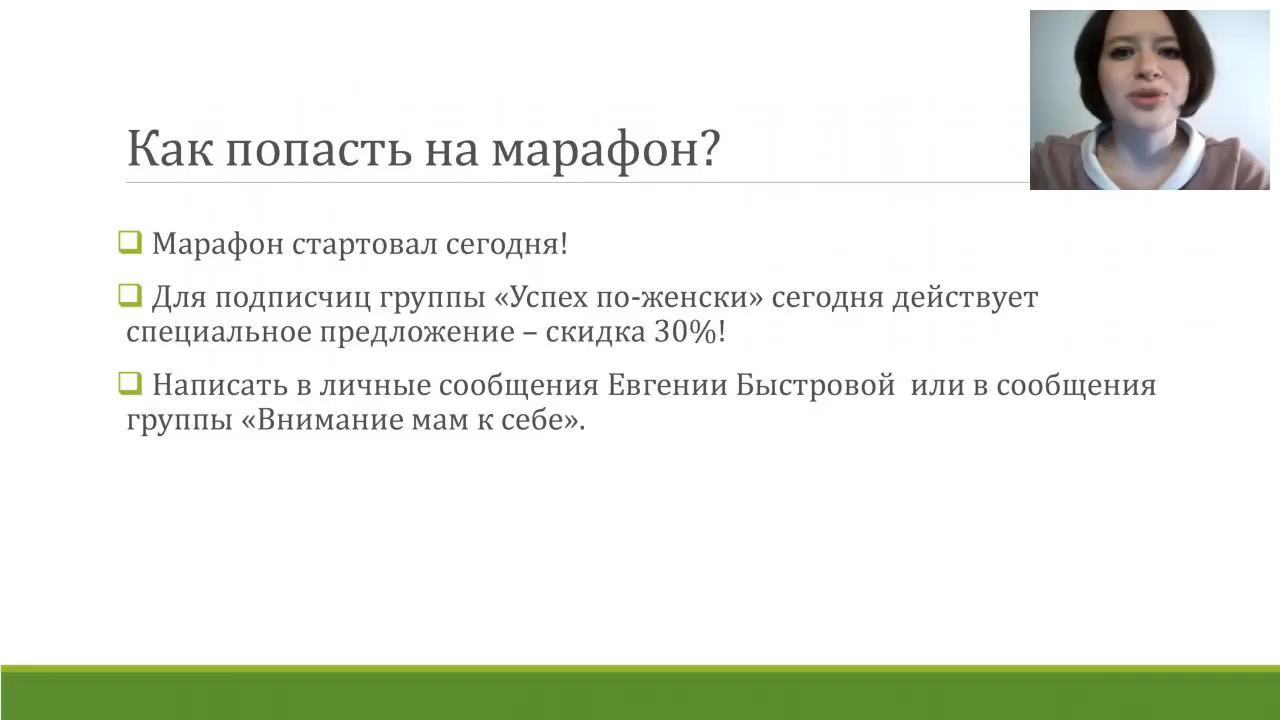 Как попасть на марафон?
Марафон стартовал сегодня!
Для подписчиц группы «Успех по-женски» сегодня действует
специальное предложение – скидка 30%!
Написать в личные сообщения Евгении Быстровой  или в сообщения
группы «Внимание мам к себе».